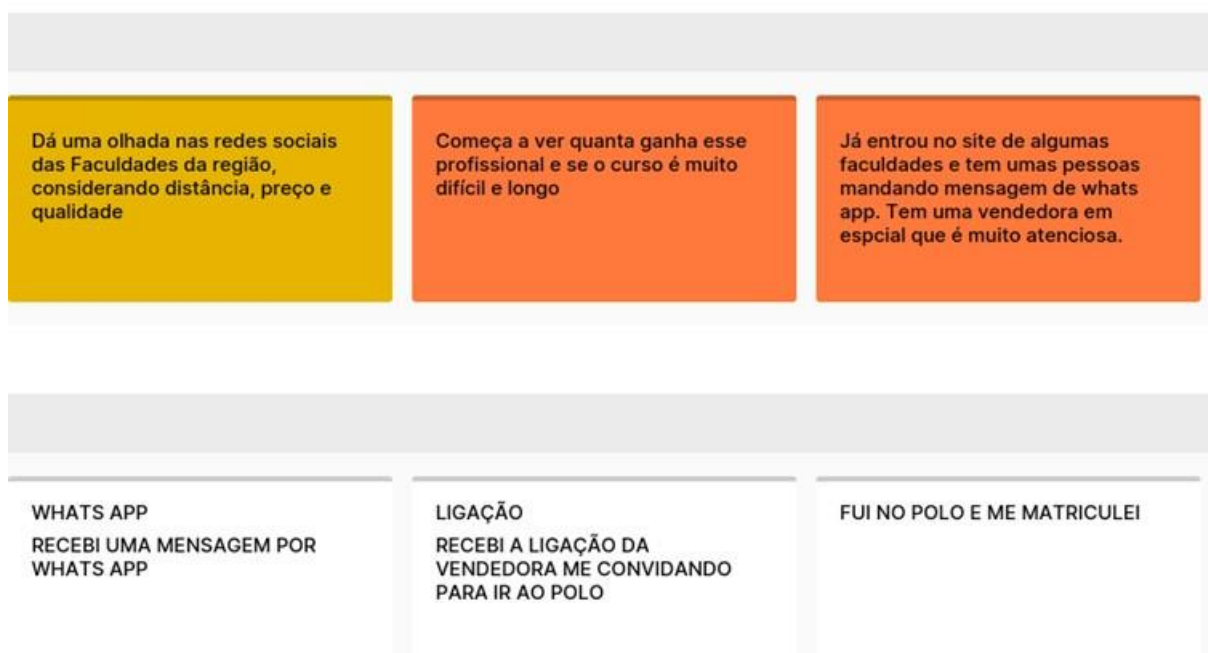 Dá uma olhada nas redes sociais
das Faculdades da região,
considerando distância, preço e
qualidade
Começa a ver quanta ganha esse
profissional e se o curso é muito
difícil e longo
Já entrou no site de algumas
faculdades e tem umas pessoas
mandando mensagem de whats
app. Tem uma vendedora em
espcial que é muito atenciosa.
WHATS APP
RECEBI UMA MENSAGEM POR
WHATS APP
LIGAÇÃO
RECEBI A LIGAÇÃO DA
VENDEDORA ME CONVIDANDO
PARA IR AO POLO
FUI NO POLO E ME MATRICULEI